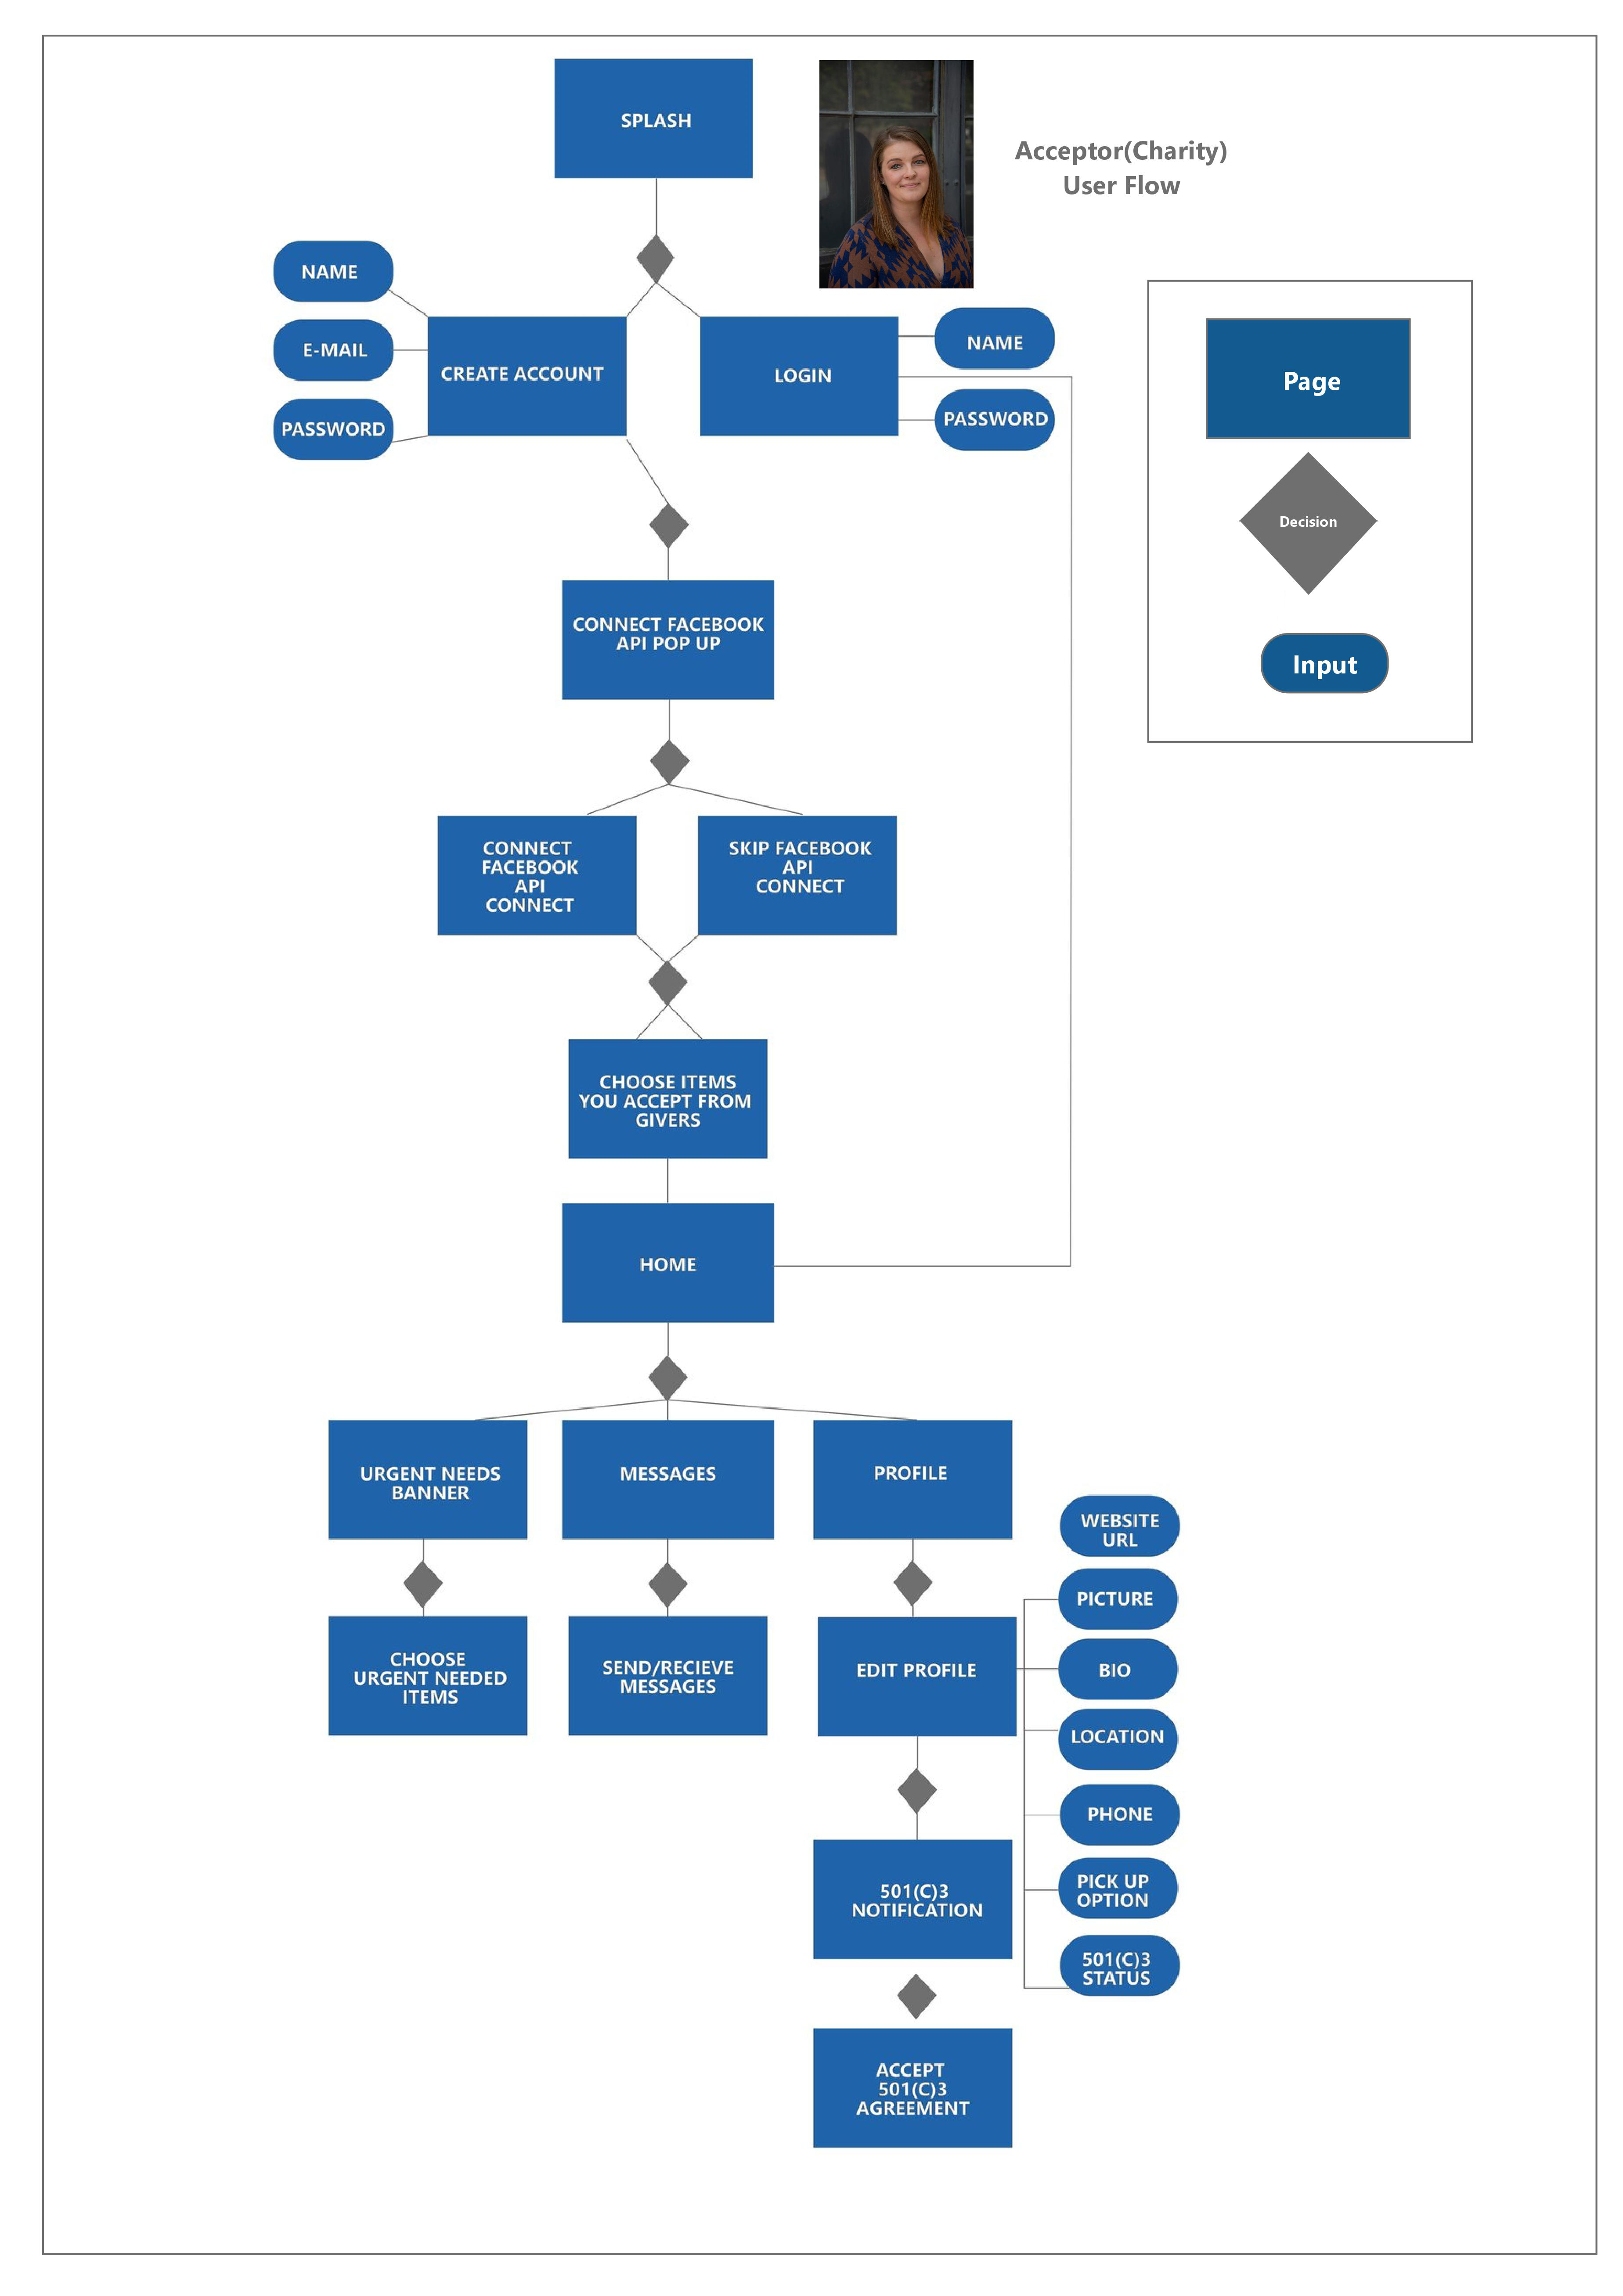 SPLASH
Acceptor(Charity)
User Flow
NAME
E-MAIL
PASSWORD
CREATE ACCOUNT
LOGIN
NAME
PASSWORD
Page
Decision
Input
CONNECT FACEBOOK
API POP UP
CONNECT
FACEBOOK
API
CONNECT
SKIP FACEBOOK
API
CONNECT
CHOOSE ITEMS
YOU ACCEPT FROM
GIVERS
HOME
URGENT NEEDS
BANNER
MESSAGES
PROFILE
CHOOSE
URGENT NEEDED
ITEMS
SEND/RECIEVE
MESSAGES
EDIT PROFILE
WEBSITE
URL
PICTURE
BIO
LOCATION
PHONE
PICK UP
OPTION
501(C)3
STATUS
501(C)3
NOTIFICATION
ACCEPT
501(C)3
AGREEMENT